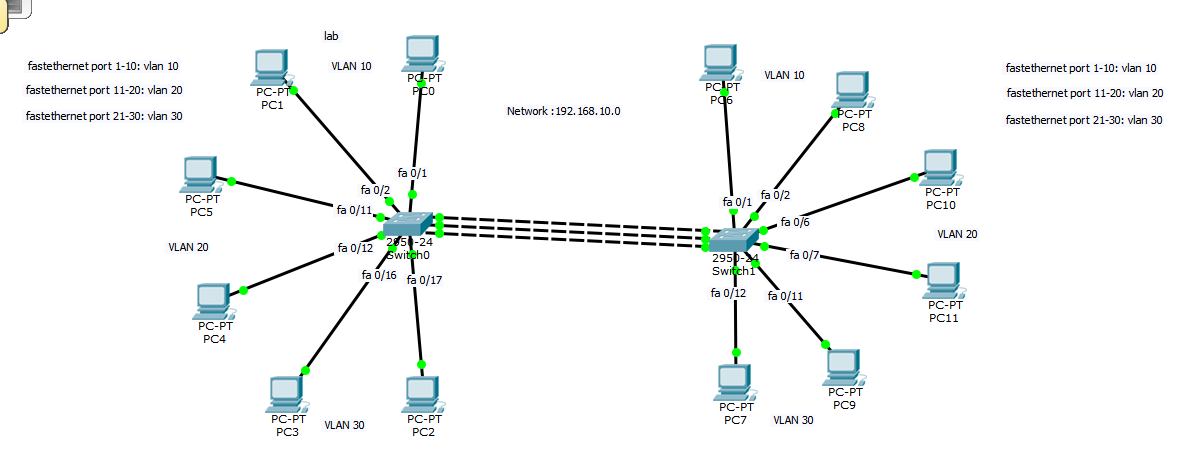 lab
fastethernet port 1-10: vlan 10
fastethernet port 11-20: vlan 20
fastethernet port 21-30: vlan 30
VLAN 10
PC-PT
PC1
PC-PT
PC0
Network :192.168.10.0
PC-PT
PC6
VLAN 10
PC-PT
PC8
fastethernet port 1-10: vlan 10
fastethernet port 11-20: vlan 20
fastethernet port 21-30: vlan 30
fa 0/1
fa 0/2
PC-PT
PC5
fa 0/11
VLAN 20
fa 0/12
2950-24
Switch0
fa 0/16
fa 0/17
PC-PT
PC4
PC-PT
PC3
VLAN 30
PC-PT
PC2
fa 0/1
fa 0/2
PC-PT
PC10
fa 0/6
VLAN 20
fa 0/7
2950-24
Switch1
fa 0/12
fa 0/11
PC-PT
PC11
PC-PT
PC7
VLAN 30
PC-PT
PC9